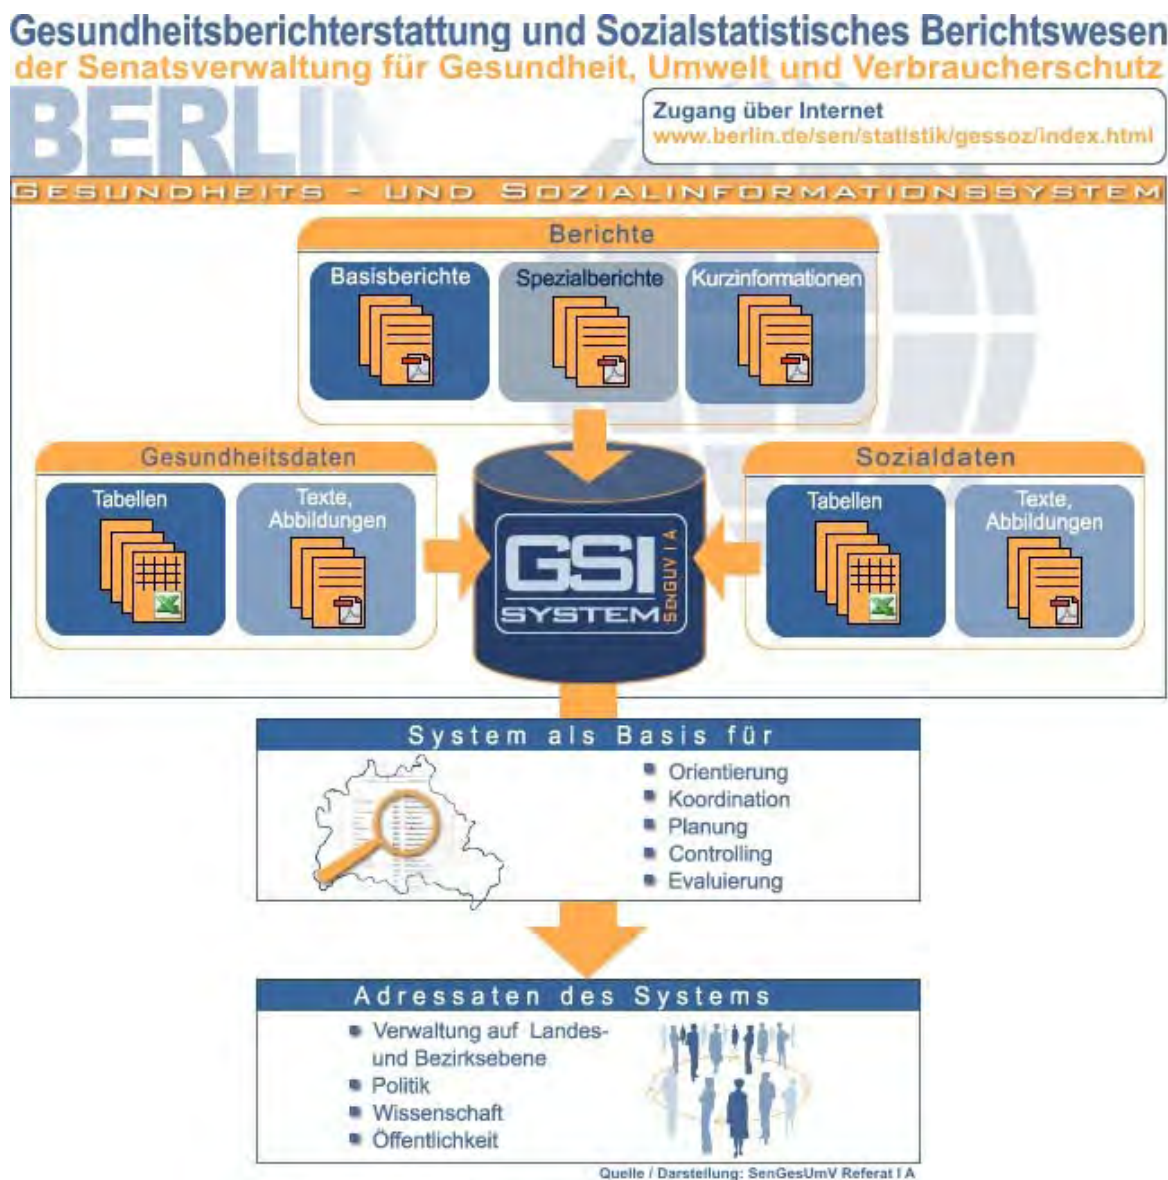 Gesundheitsberichterstattung und Sozialstatistisches Berichtswesen
der Senatsverwaltung für Gesundheit, Umwelt und Verbraucherschutz
BERLIN
Zugang über Internet
www.berlin.de/sen/statistik/gessoz/index.html
GESUNDHEITS - UND SOZIALINFORMATIONSSYSTEM
Berichte
Basisberichte
Spezialberichte
Kurzinformationen
Gesundheitsdaten
Tabellen
Texte,
Abbildungen
GSI
SYSTEM
SENGUV I A
Sozialdaten
Tabellen
Texte,
Abbildungen
System als Basis für
Orientierung
Koordination
Planung
Controlling
Evaluierung
Adressaten des Systems
Verwaltung auf Landes-
und Bezirksebene
Politik
Wissenschaft
Öffentlichkeit
Quelle / Darstellung: SenGesUmV Referat I A